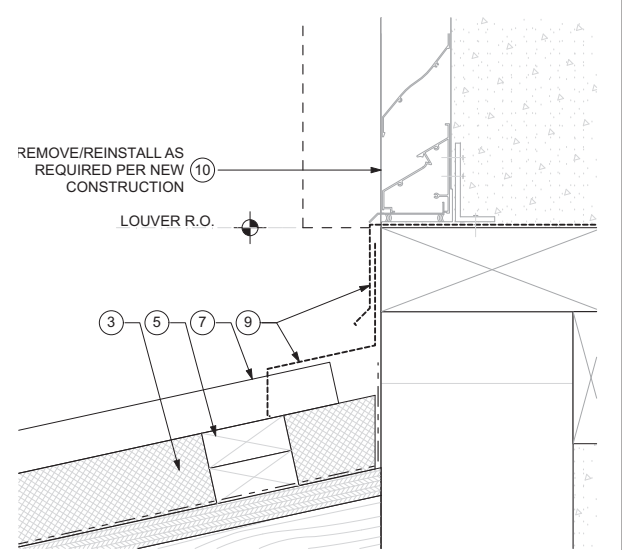 REMOVE/REINSTALL AS
REQUIRED PER NEW 10
CONSTRUCTION
LOUVER R.O.
3 5 7 9